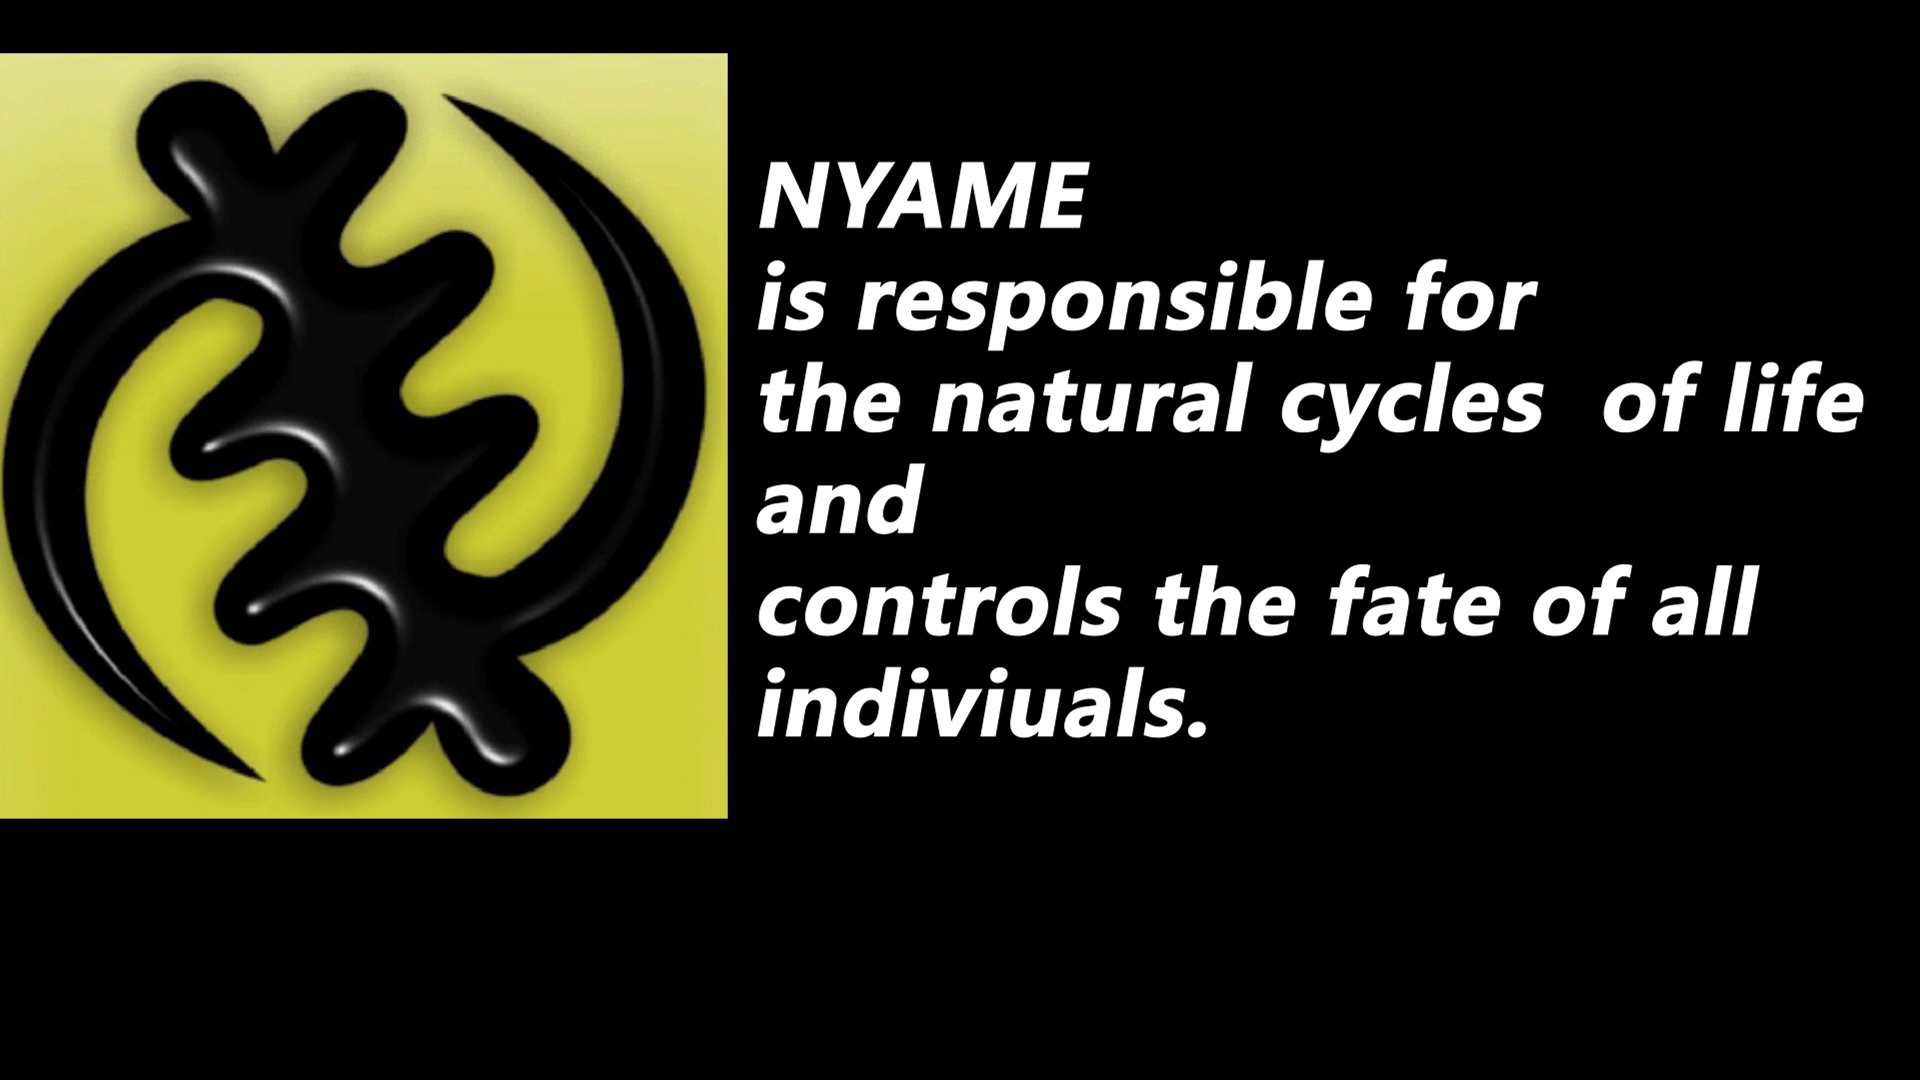 NYAME
is responsible for
the natural cycles  of life
and
controls the fate of all
indiviuals.